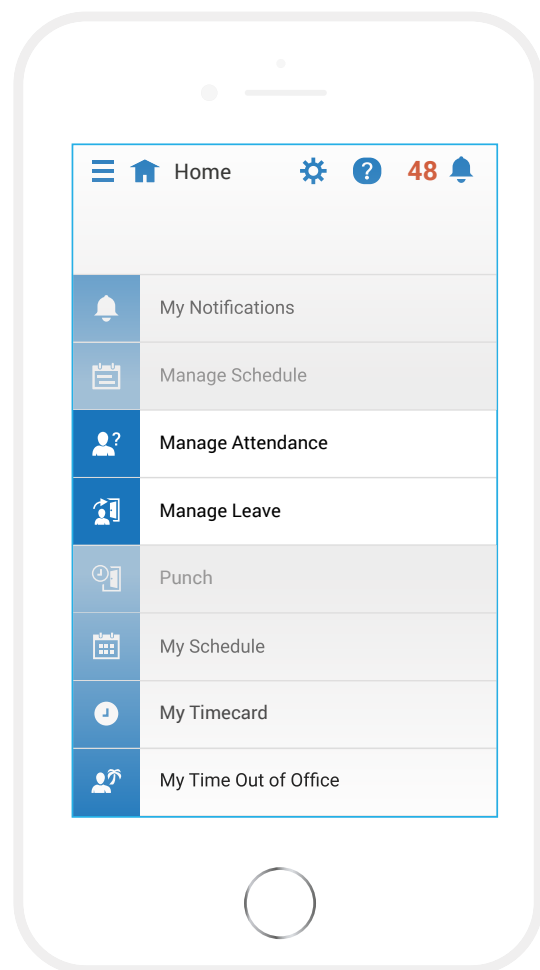 Home 48
My Notifications
Manage Schedule
Manage Attendance
Manage Leave
Punch
My Schedule
My Timecard
My Time Out of Office